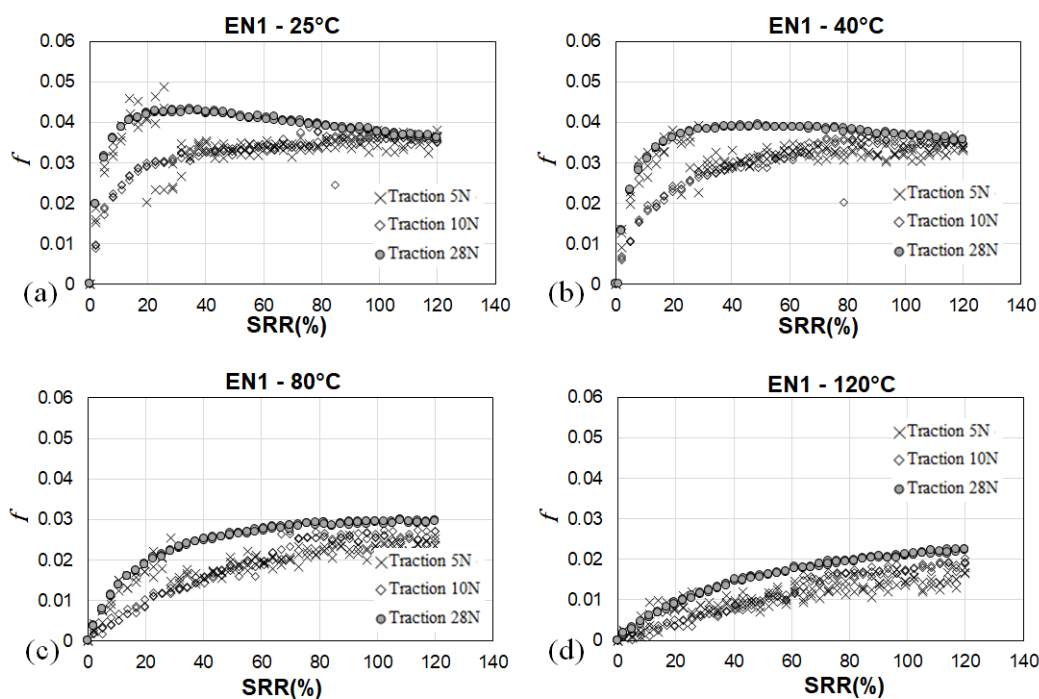 EN1 - 25°C
0.06
0.05
0.04
0.03
0.02
0.01
0
f
Traction 5N
Traction 10N
Traction 28N
0 20 40 60 80 100 120 140
(a)
SRR(%)
EN1 - 40°C
0.06
0.05
0.04
0.03
0.02
0.01
0
f
Traction 5N
Traction 10N
Traction 28N
0 20 40 60 80 100 120 140
(b)
SRR(%)
EN1 - 80°C
0.06
0.05
0.04
0.03
0.02
0.01
0
f
Traction 5N
Traction 10N
Traction 28N
0 20 40 60 80 100 120 140
(c)
SRR(%)
EN1 - 120°C
0.06
0.05
0.04
0.03
0.02
0.01
0
f
Traction 5N
Traction 10N
Traction 28N
0 20 40 60 80 100 120 140
(d)
SRR(%)